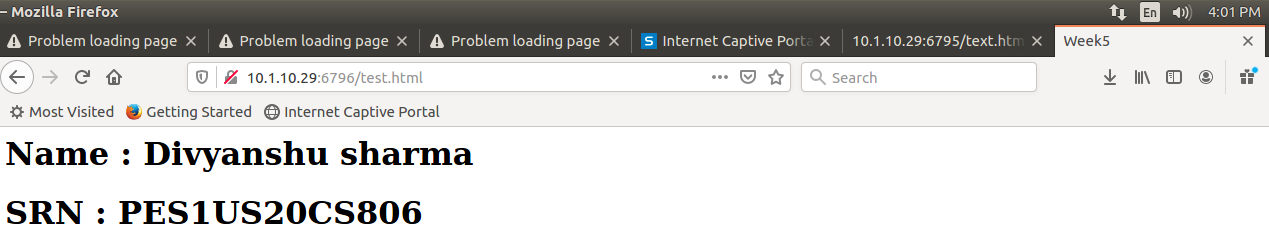 – Mozilla Firefox En 4:01 PM
Problem loading page Problem loading page Problem loading page S Internet Captive Porta 10.1.10.29:6795/text.htm Week5
10.1.10.29:6796/test.html Search
Most Visited Getting Started Internet Captive Portal
Name : Divyanshu sharma
SRN : PES1US20CS806